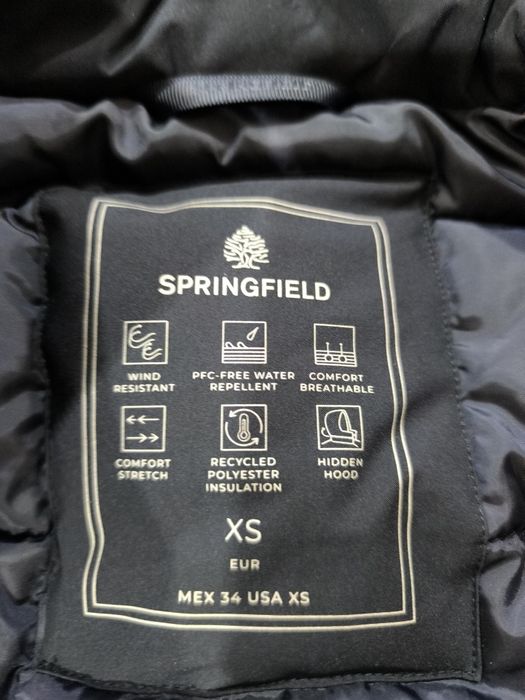 SPRINGFIELD
WIND
RESISTANT
PFC-FREE WATER
REPELLENT
COMFORT
BREATHABLE
COMFORT
STRETCH
RECYCLED
POLYESTER
INSULATION
HIDDEN
HOOD
XS
EUR
MEX 34 USA XS